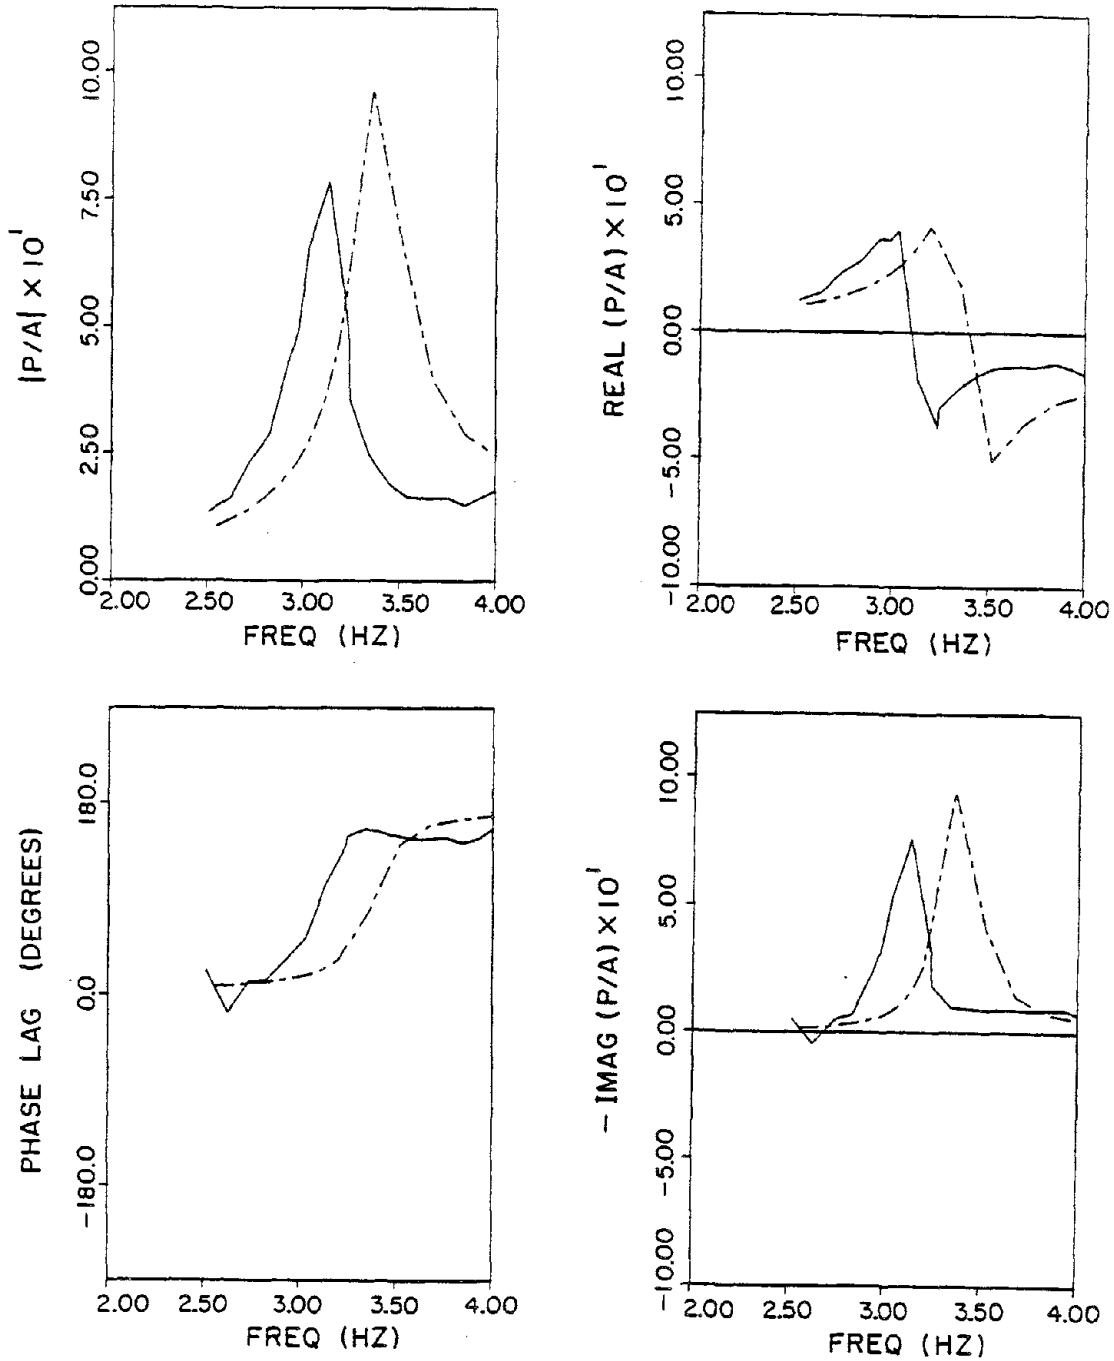 |P/A| × 10¹
10.00
7.50
5.00
2.50
0.00
2.00 2.50 3.00 3.50 4.00
FREQ (HZ)
REAL (P/A) × 10¹
10.00
5.00
0.00
-5.00
-10.00
2.00 2.50 3.00 3.50 4.00
FREQ (HZ)
PHASE LAG (DEGREES)
180.0
0.0
-180.0
2.00 2.50 3.00 3.50 4.00
FREQ (HZ)
- IMAG (P/A) × 10¹
10.00
5.00
0.00
-5.00
-10.00
2.00 2.50 3.00 3.50 4.00
FREQ (HZ)